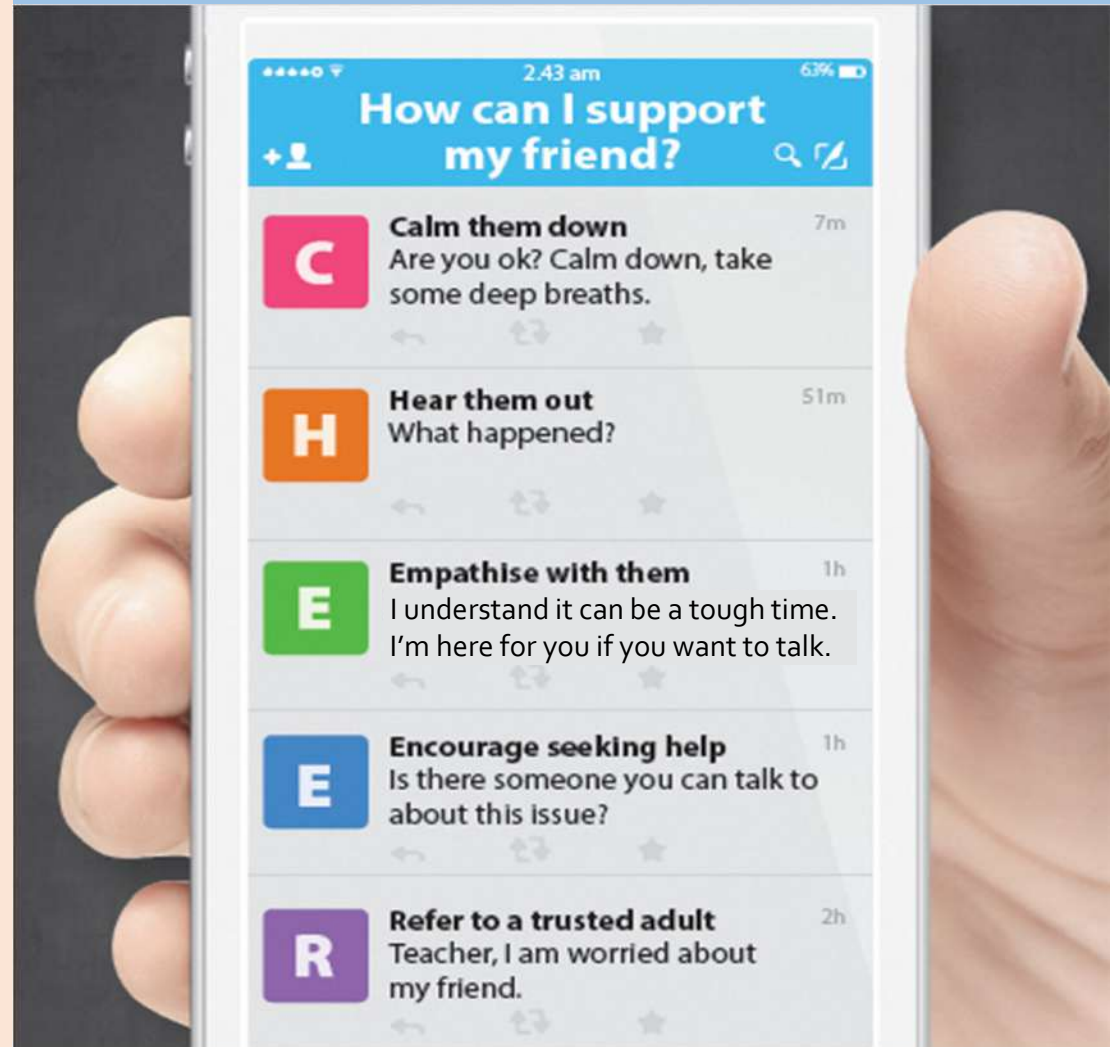 2.43 am 63%
How can I support
my friend?
C
Calm them down 7m
Are you ok? Calm down, take
some deep breaths.
H
Hear them out 51m
What happened?
E
Empathise with them 1h
I understand it can be a tough time.
I'm here for you if you want to talk.
E
Encourage seeking help 1h
Is there someone you can talk to
about this issue?
R
Refer to a trusted adult 2h
Teacher, I am worried about
my friend.